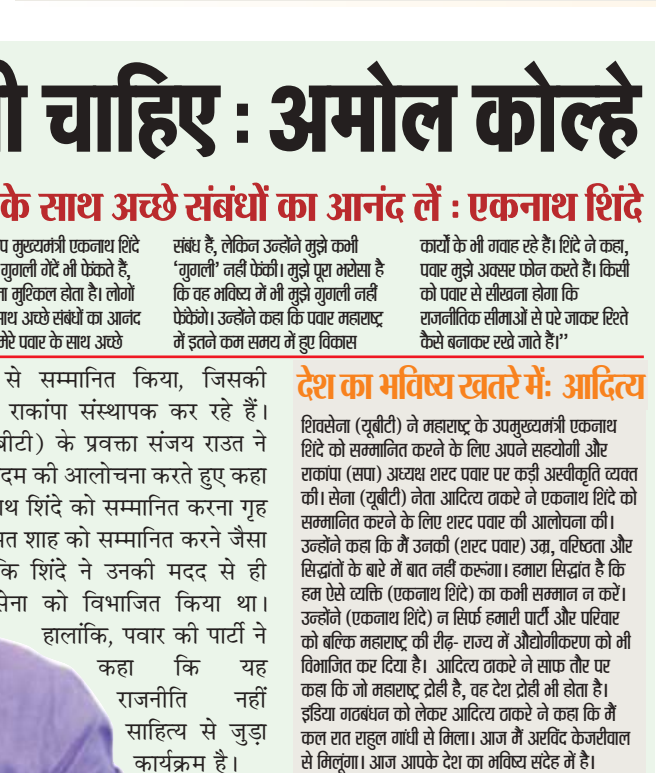 ी चाहिए : अमोल कोल्हे
के साथ अच्छे संबंधों का आनंद लें : एकनाथ शिंदे
प मुख्यमंत्री एकनाथ शिंदे
गुगली गेंदें भी फेंकते हैं,
ना मुश्किल होता है। लोगों
साथ अच्छे संबंधों का आनंद
मेरे पवार के साथ अच्छे
संबंध हैं, लेकिन उन्होंने मुझे कभी
‘गुगली’ नहीं फेंकी। मुझे पूरा भरोसा है
कि वह भविष्य में भी मुझे गुगली नहीं
फेकेंगे। उन्होंने कहा कि पवार महाराष्ट्र
में इतने कम समय में हुए विकास
कार्यों के भी गवाह रहे हैं। शिंदे ने कहा,
पवार मुझे अक्सर फोन करते हैं। किसी
को पवार से सीखना होगा कि
राजनीतिक सीमाओं से परे जाकर रिश्ते
कैसे बनाकर रखे जाते हैं।’’
से सम्मानित किया, जिसकी
राकांपा संस्थापक कर रहे हैं।
बीटी) के प्रवक्ता संजय राउत ने
दम की आलोचना करते हुए कहा
नाथ शिंदे को सम्मानित करना गृह
मत शाह को सम्मानित करने जैसा
कि शिंदे ने उनकी मदद से ही
सेना को विभाजित किया था।
हालांकि, पवार की पार्टी ने
कहा कि यह
राजनीति नहीं
साहित्य से जुड़ा
कार्यक्रम है।
देश का भविष्य खतरे में: आदित्य
शिवसेना (यूबीटी) ने महाराष्ट्र के उपमुख्यमंत्री एकनाथ
शिंदे को सम्मानित करने के लिए अपने सहयोगी और
राकांपा (सपा) अध्यक्ष शरद पवार पर कड़ी अस्वीकृति व्यक्त
की। सेना (यूबीटी) नेता आदित्य ठाकरे ने एकनाथ शिंदे को
सम्मानित करने के लिए शरद पवार की आलोचना की।
उन्होंने कहा कि मैं उनकी (शरद पवार) उम्र, वरिष्ठता और
सिद्धांतों के बारे में बात नहीं करूंगा। हमारा सिद्धांत है कि
हम ऐसे व्यक्ति (एकनाथ शिंदे) का कभी सम्मान न करें।
उन्होंने (एकनाथ शिंदे) न सिर्फ हमारी पार्टी और परिवार
को बल्कि महाराष्ट्र की रीढ़- राज्य में औद्योगीकरण को भी
विभाजित कर दिया है। आदित्य ठाकरे ने साफ तौर पर
कहा कि जो महाराष्ट्र द्रोही है, वह देश द्रोही भी होता है।
इंडिया गठबंधन को लेकर आदित्य ठाकरे ने कहा कि मैं
कल रात राहुल गांधी से मिला। आज मैं अरविंद केजरीवाल
से मिलूंगा। आज आपके देश का भविष्य संदेह में है।